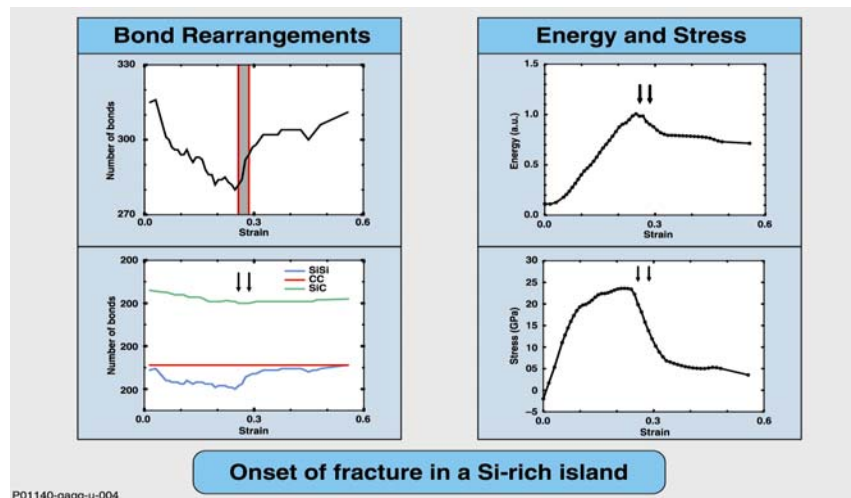 Bond Rearrangements
330
300
270
Number of bonds
0.0 0.3 0.6
Strain
200
200
200
200
Number of bonds
SiSi
CC
SiC
0.0 0.3 0.6
Strain
Energy and Stress
1.5
1.0
0.5
0.0
Energy (a.u.)
0.0 0.3 0.6
Strain
30
25
20
15
10
05
00
−5
Stress (GPa)
0.0 0.3 0.6
Strain
Onset of fracture in a Si-rich island
P01140-gagg-u-004